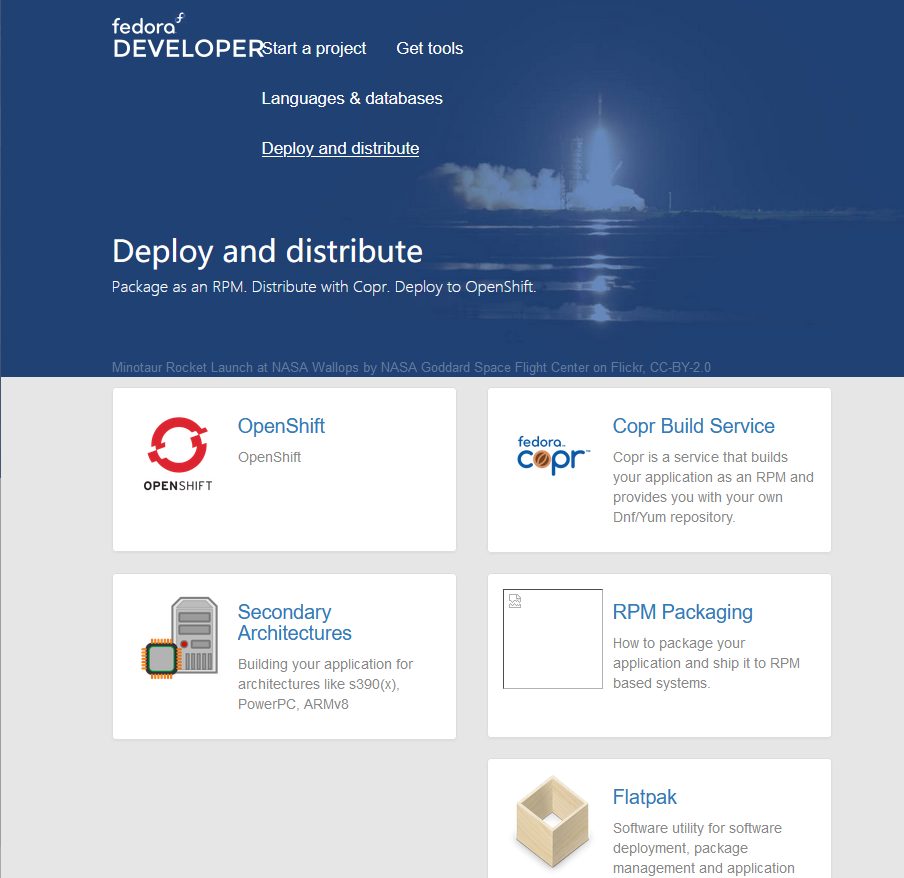 fedora
DEVELOPER
Start a project
Get tools
Languages & databases
Deploy and distribute
Deploy and distribute
Package as an RPM. Distribute with Copr. Deploy to OpenShift.
Minotaur Rocket Launch at NASA Wallops by NASA Goddard Space Flight Center on Flickr, CC-BY-2.0
OPENSHIFT
OpenShift
OpenShift
fedora
copr
Copr Build Service
Copr is a service that builds
your application as an RPM and
provides you with your own
Dnf/Yum repository.
Secondary
Architectures
Building your application for
architectures like s390(x),
PowerPC, ARMv8
RPM Packaging
How to package your
application and ship it to RPM
based systems.
Flatpak
Software utility for software
deployment, package
management and application